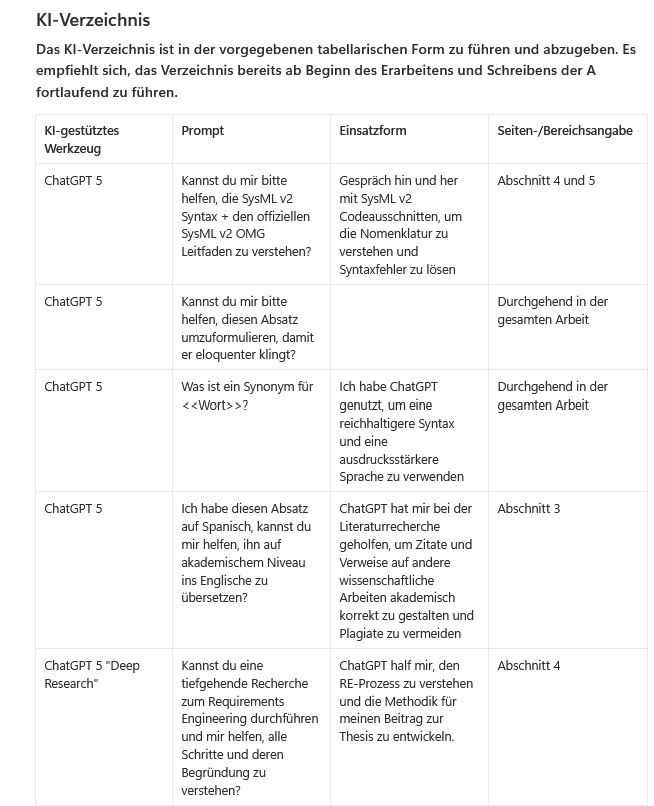 KI-Verzeichnis
Das KI-Verzeichnis ist in der vorgegebenen tabellarischen Form zu führen und abzugeben. Es
empfiehlt sich, das Verzeichnis bereits ab Beginn des Erarbeitens und Schreibens der A
fortlaufend zu führen.
KI-gestütztes
Werkzeug
Prompt
Einsatzform
Seiten-/Bereichsangabe
ChatGPT 5
Kannst du mir bitte
helfen, die SysML v2
Syntax + den offiziellen
SysML v2 OMG
Leitfaden zu verstehen?
Gespräch hin und her
mit SysML v2
Codeausschnitten, um
die Nomenklatur zu
verstehen und
Syntaxfehler zu lösen
Abschnitt 4 und 5
ChatGPT 5
Kannst du mir bitte
helfen, diesen Absatz
umzuformulieren, damit
er eloquenter klingt?
Durchgehend in der
gesamten Arbeit
ChatGPT 5
Was ist ein Synonym für
<<Wort>>?
Ich habe ChatGPT
genutzt, um eine
reichhaltigere Syntax
und eine
ausdrucksstärkere
Sprache zu verwenden
Durchgehend in der
gesamten Arbeit
ChatGPT 5
Ich habe diesen Absatz
auf Spanisch, kannst du
mir helfen, ihn auf
akademischem Niveau
ins Englische zu
übersetzen?
ChatGPT hat mir bei der
Literaturrecherche
geholfen, um Zitate und
Verweise auf andere
wissenschaftliche
Arbeiten akademisch
korrekt zu gestalten und
Plagiate zu vermeiden
Abschnitt 3
ChatGPT 5 "Deep
Research"
Kannst du eine
tiefgehende Recherche
zum Requirements
Engineering durchführen
und mir helfen, alle
Schritte und deren
Begründung zu
verstehen?
ChatGPT half mir, den
RE-Prozess zu verstehen
und die Methodik für
meinen Beitrag zur
Thesis zu entwickeln.
Abschnitt 4